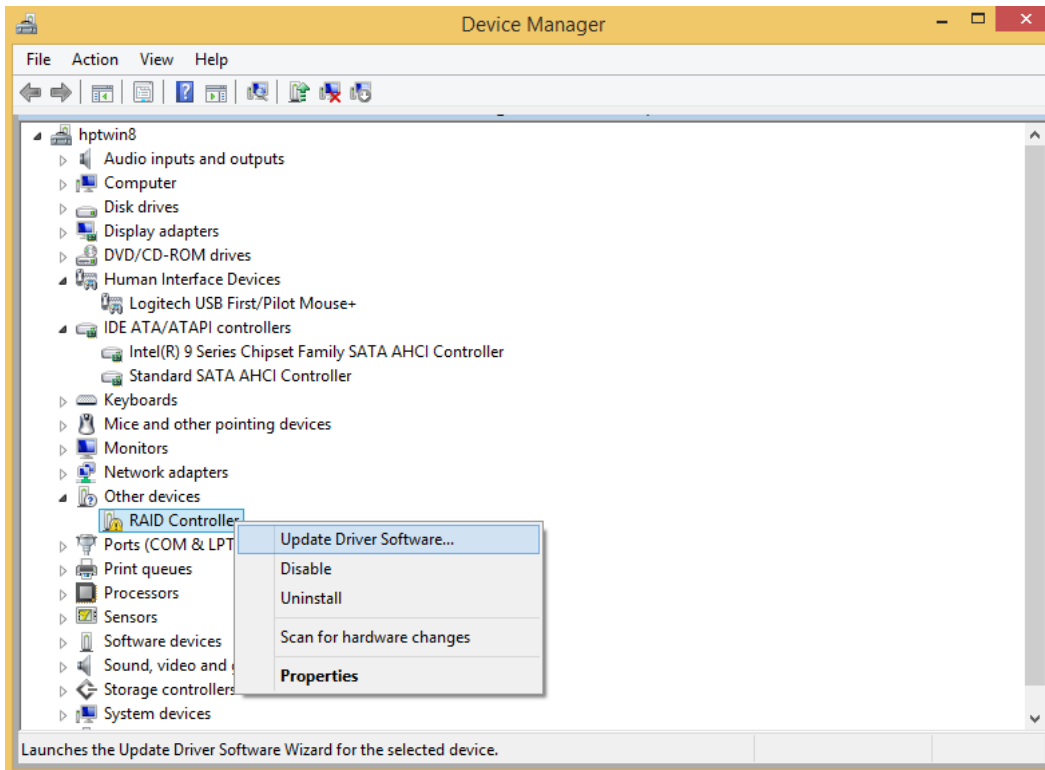 Device Manager
File Action View Help
hptwin8
Audio inputs and outputs
Computer
Disk drives
Display adapters
DVD/CD-ROM drives
Human Interface Devices
Logitech USB First/Pilot Mouse+
IDE ATA/ATAPI controllers
Intel(R) 9 Series Chipset Family SATA AHCI Controller
Standard SATA AHCI Controller
Keyboards
Mice and other pointing devices
Monitors
Network adapters
Other devices
RAID Controller
Ports (COM & LPT
Print queues
Processors
Sensors
Software devices
Sound, video and
Storage controllers
System devices
Update Driver Software...
Disable
Uninstall
Scan for hardware changes
Properties
Launches the Update Driver Software Wizard for the selected device.